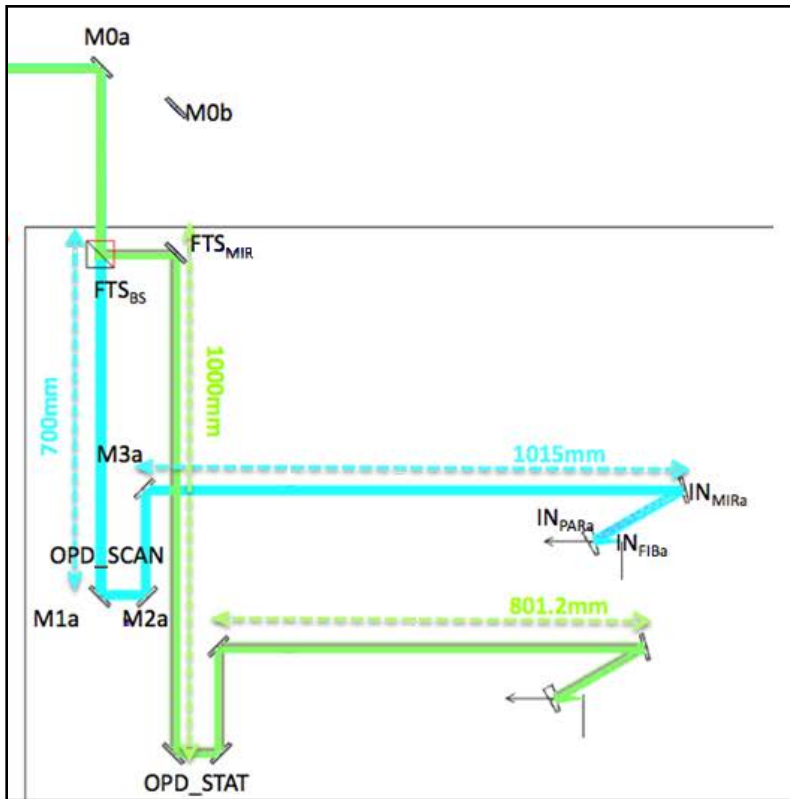 M0a
M0b
FTS_MIR
FTS_BS
700mm
1000mm
M3a
1015mm
IN_MIRa
IN_PARa
IN_FIBa
OPD_SCAN
M1a
M2a
801.2mm
OPD_STAT